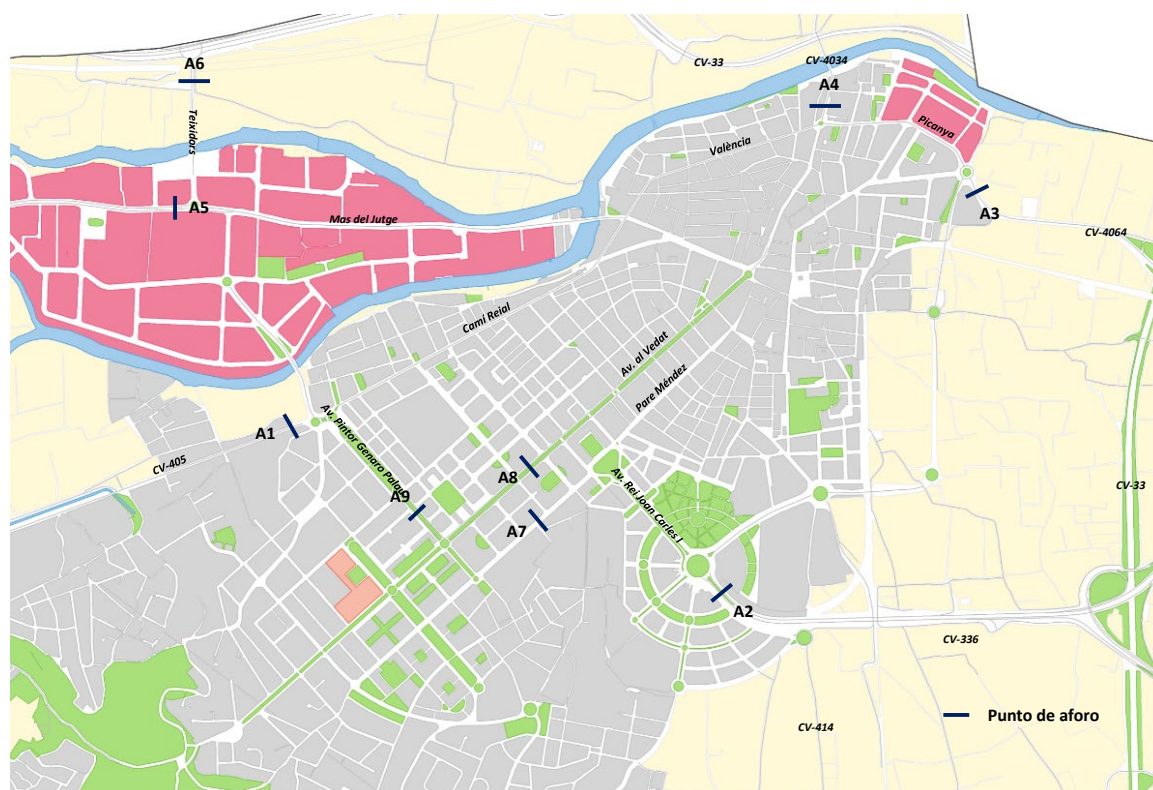 A6
CV-33
CV-4034
A4
Teixidors
València
Picanya
A5
Mas del Jutge
A3
CV-4064
Camí Reial
Av. al Vedat
Pare Méndez
A1
Av. Pintor Genaro Palau
CV-405
A8
A9
A7
Av. Rei Joan Carles I
CV-33
A2
CV-336
Punto de aforo
CV-414